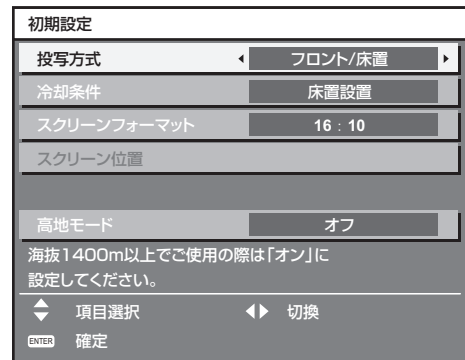 初期設定
投写方式 フロント/床置
冷却条件 床置設置
スクリーンフォーマット 16：10
スクリーン位置
高地モード オフ
海抜1400m以上でご使用の際は「オン」に
設定してください。
項目選択 切換
ENTER 確定